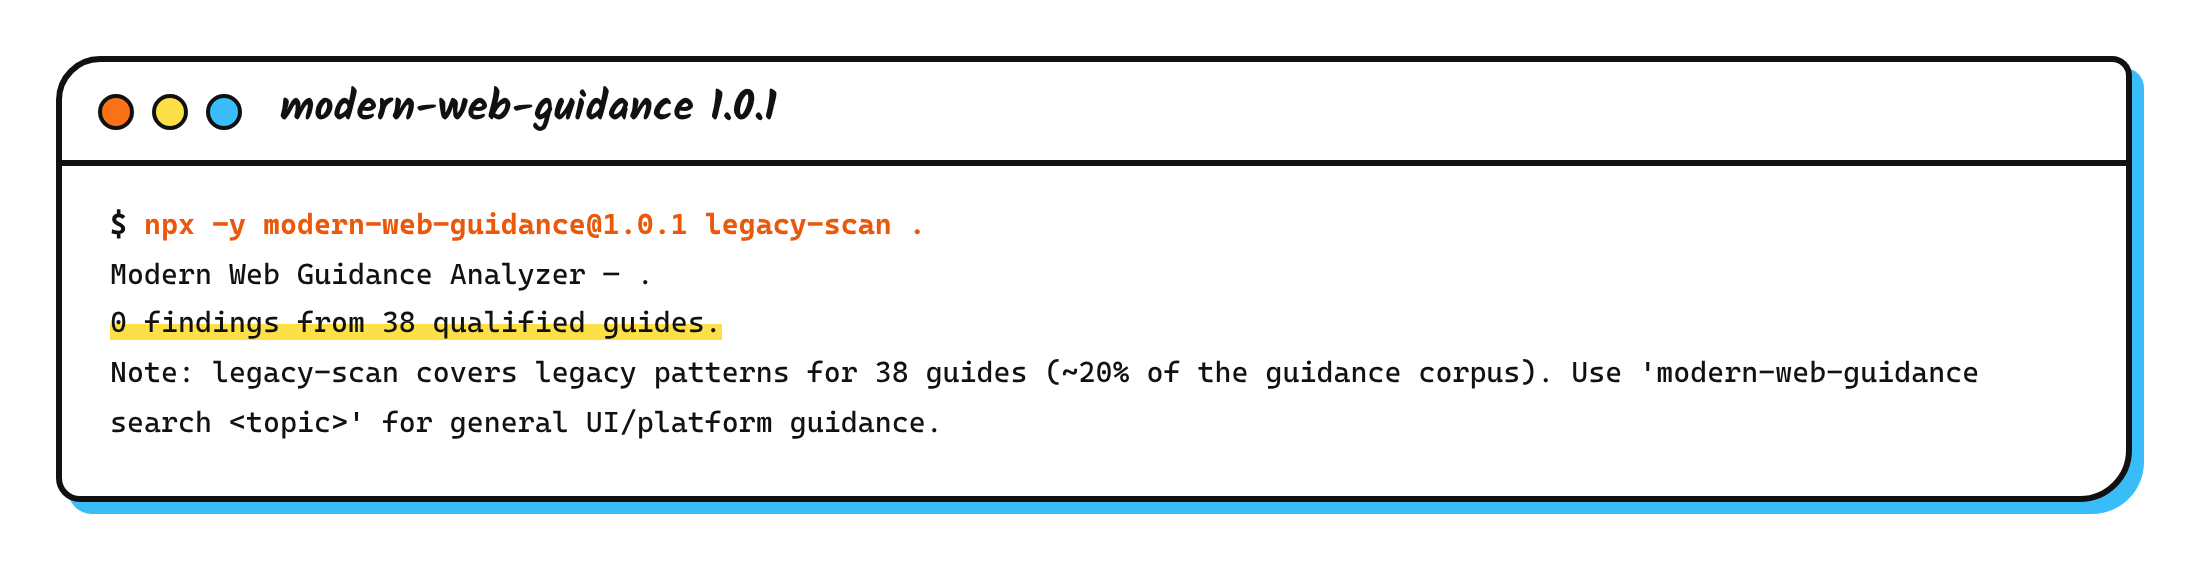 modern-web-guidance 1.0.1
$ npx -y modern-web-guidance@1.0.1 legacy-scan .
Modern Web Guidance Analyzer — .
0 findings from 38 qualified guides.
Note: legacy-scan covers legacy patterns for 38 guides (~20% of the guidance corpus). Use 'modern-web-guidance
search <topic>' for general UI/platform guidance.